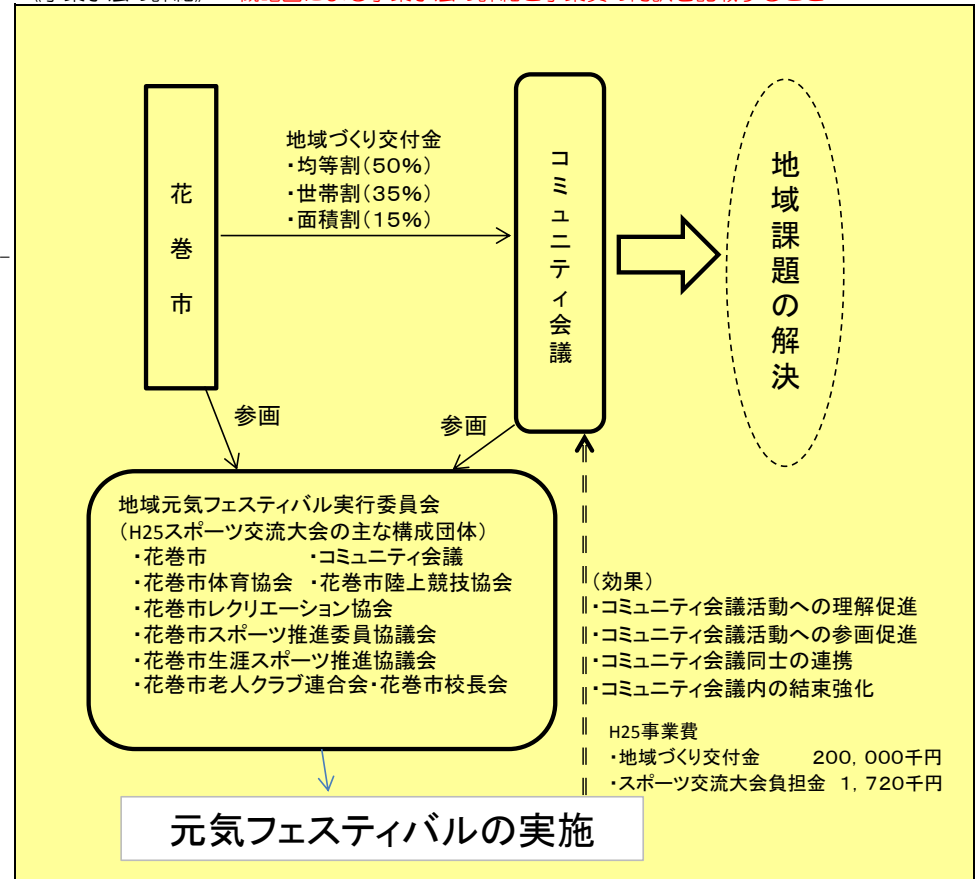 地域づくり交付金
・均等割(50%)
・世帯割(35%)
・面積割(15%)
花巻市
コミュニティ会議
地域課題の解決
参画
参画
地域元気フェスティバル実行委員会
(H25スポーツ交流大会の主な構成団体)
・花巻市 ・コミュニティ会議
・花巻市体育協会 ・花巻市陸上競技協会
・花巻市レクリエーション協会
・花巻市スポーツ推進委員協議会
・花巻市生涯スポーツ推進協議会
・花巻市老人クラブ連合会・花巻市校長会
(効果)
・コミュニティ会議活動への理解促進
・コミュニティ会議活動への参画促進
・コミュニティ会議同士の連携
・コミュニティ会議内の結束強化
H25事業費
・地域づくり交付金 200,000千円
・スポーツ交流大会負担金 1,720千円
元気フェスティバルの実施